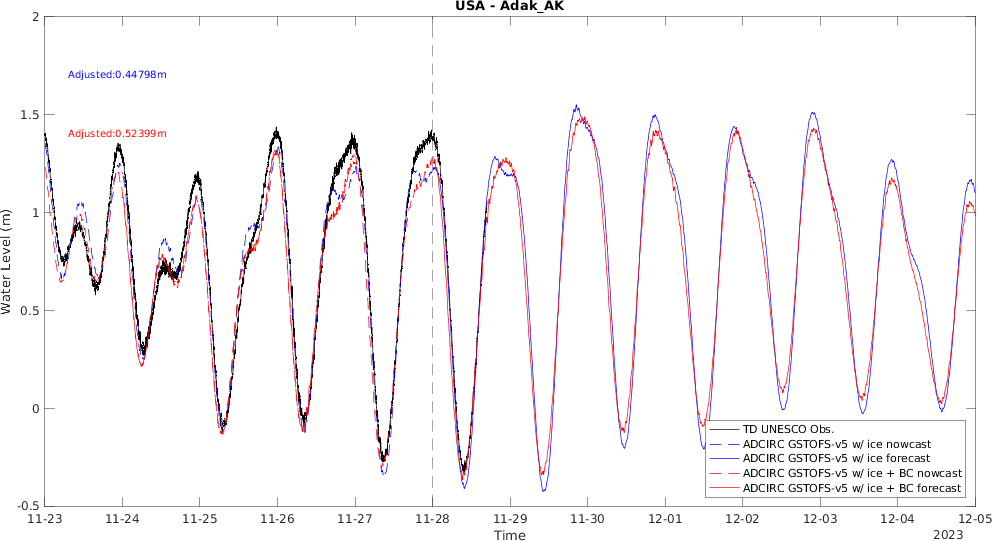 USA - Adak_AK
2
1.5
1
0.5
0
-0.5
Water Level (m)
Adjusted:0.44798m
Adjusted:0.52399m
TD UNESCO Obs.
ADCIRC GSTOFS-v5 w/ ice nowcast
ADCIRC GSTOFS-v5 w/ ice forecast
ADCIRC GSTOFS-v5 w/ ice + BC nowcast
ADCIRC GSTOFS-v5 w/ ice + BC forecast
11-23 11-24 11-25 11-26 11-27 11-28 11-29 11-30 12-01 12-02 12-03 12-04 12-05
Time
2023